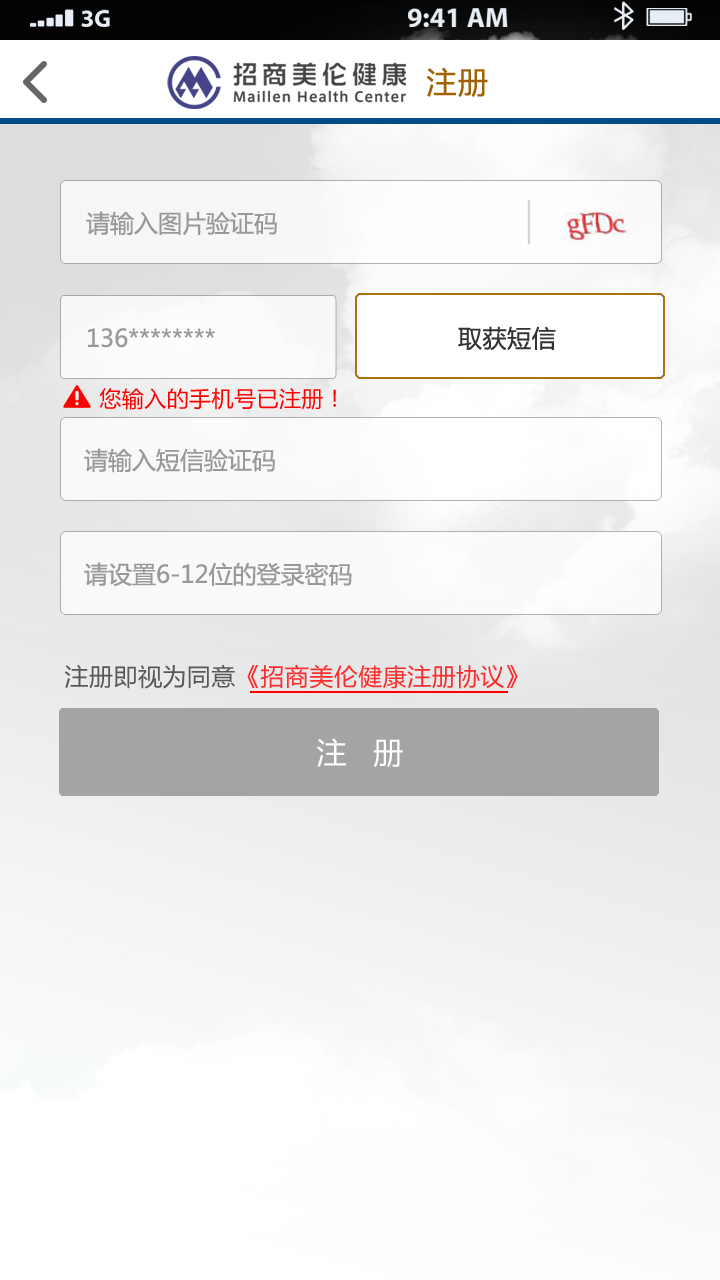 3G 9:41 AM
招商美伦健康 注册
Maillen Health Center
请输入图片验证码 gFDc
136******** 取获短信
您输入的手机号已注册！
请输入短信验证码
请设置6-12位的登录密码
注册即视为同意《招商美伦健康注册协议》
注 册